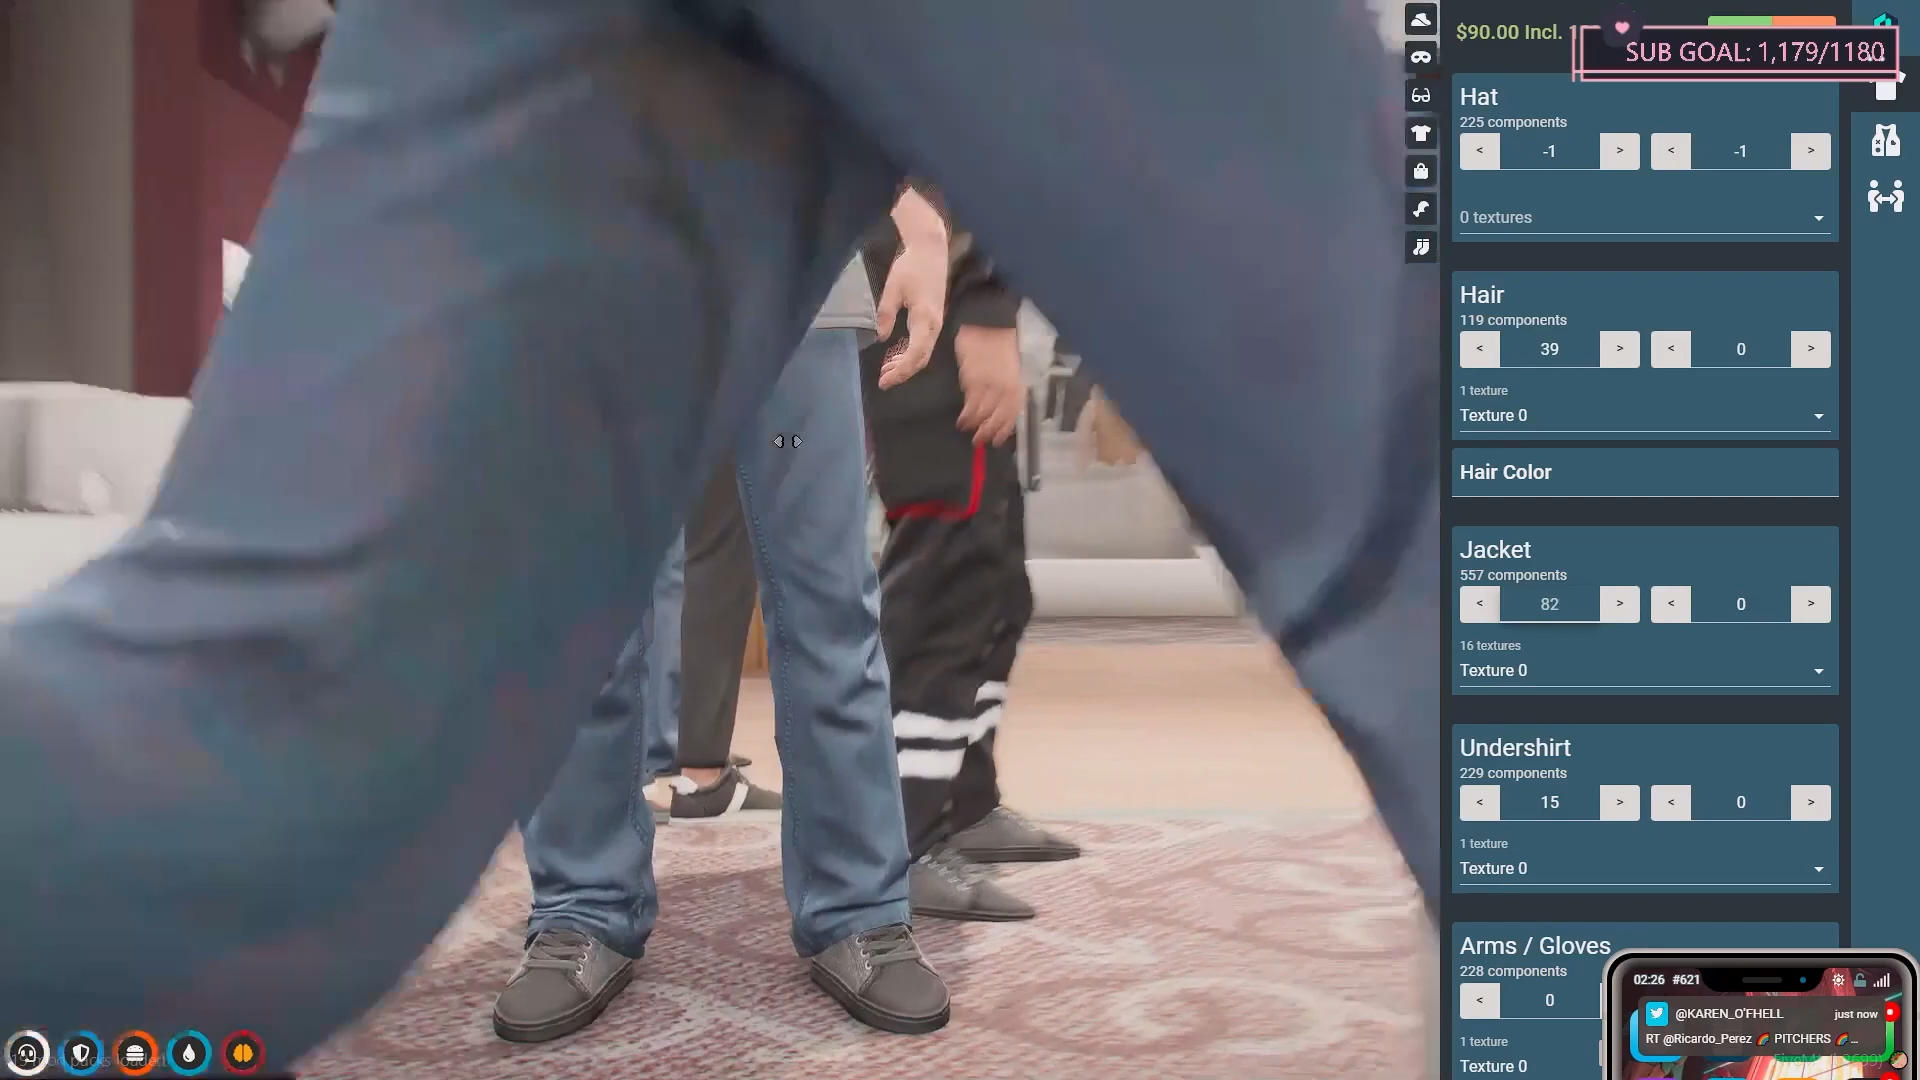 $90.00 Incl.
SUB GOAL: 1,179/1180
Hat
225 components
< -1 > < -1 >
0 textures
Hair
119 components
< 39 > < 0 >
1 texture
Texture 0
Hair Color
Jacket
557 components
< 82 > < 0 >
16 textures
Texture 0
Undershirt
229 components
< 15 > < 0 >
1 texture
Texture 0
Arms / Gloves
228 components
< 0
1 texture
Texture 0
02:26 #621
@KAREN_O'FHELL just now
RT @Ricardo_Perez 🌈 PITCHERS 🌈 ...